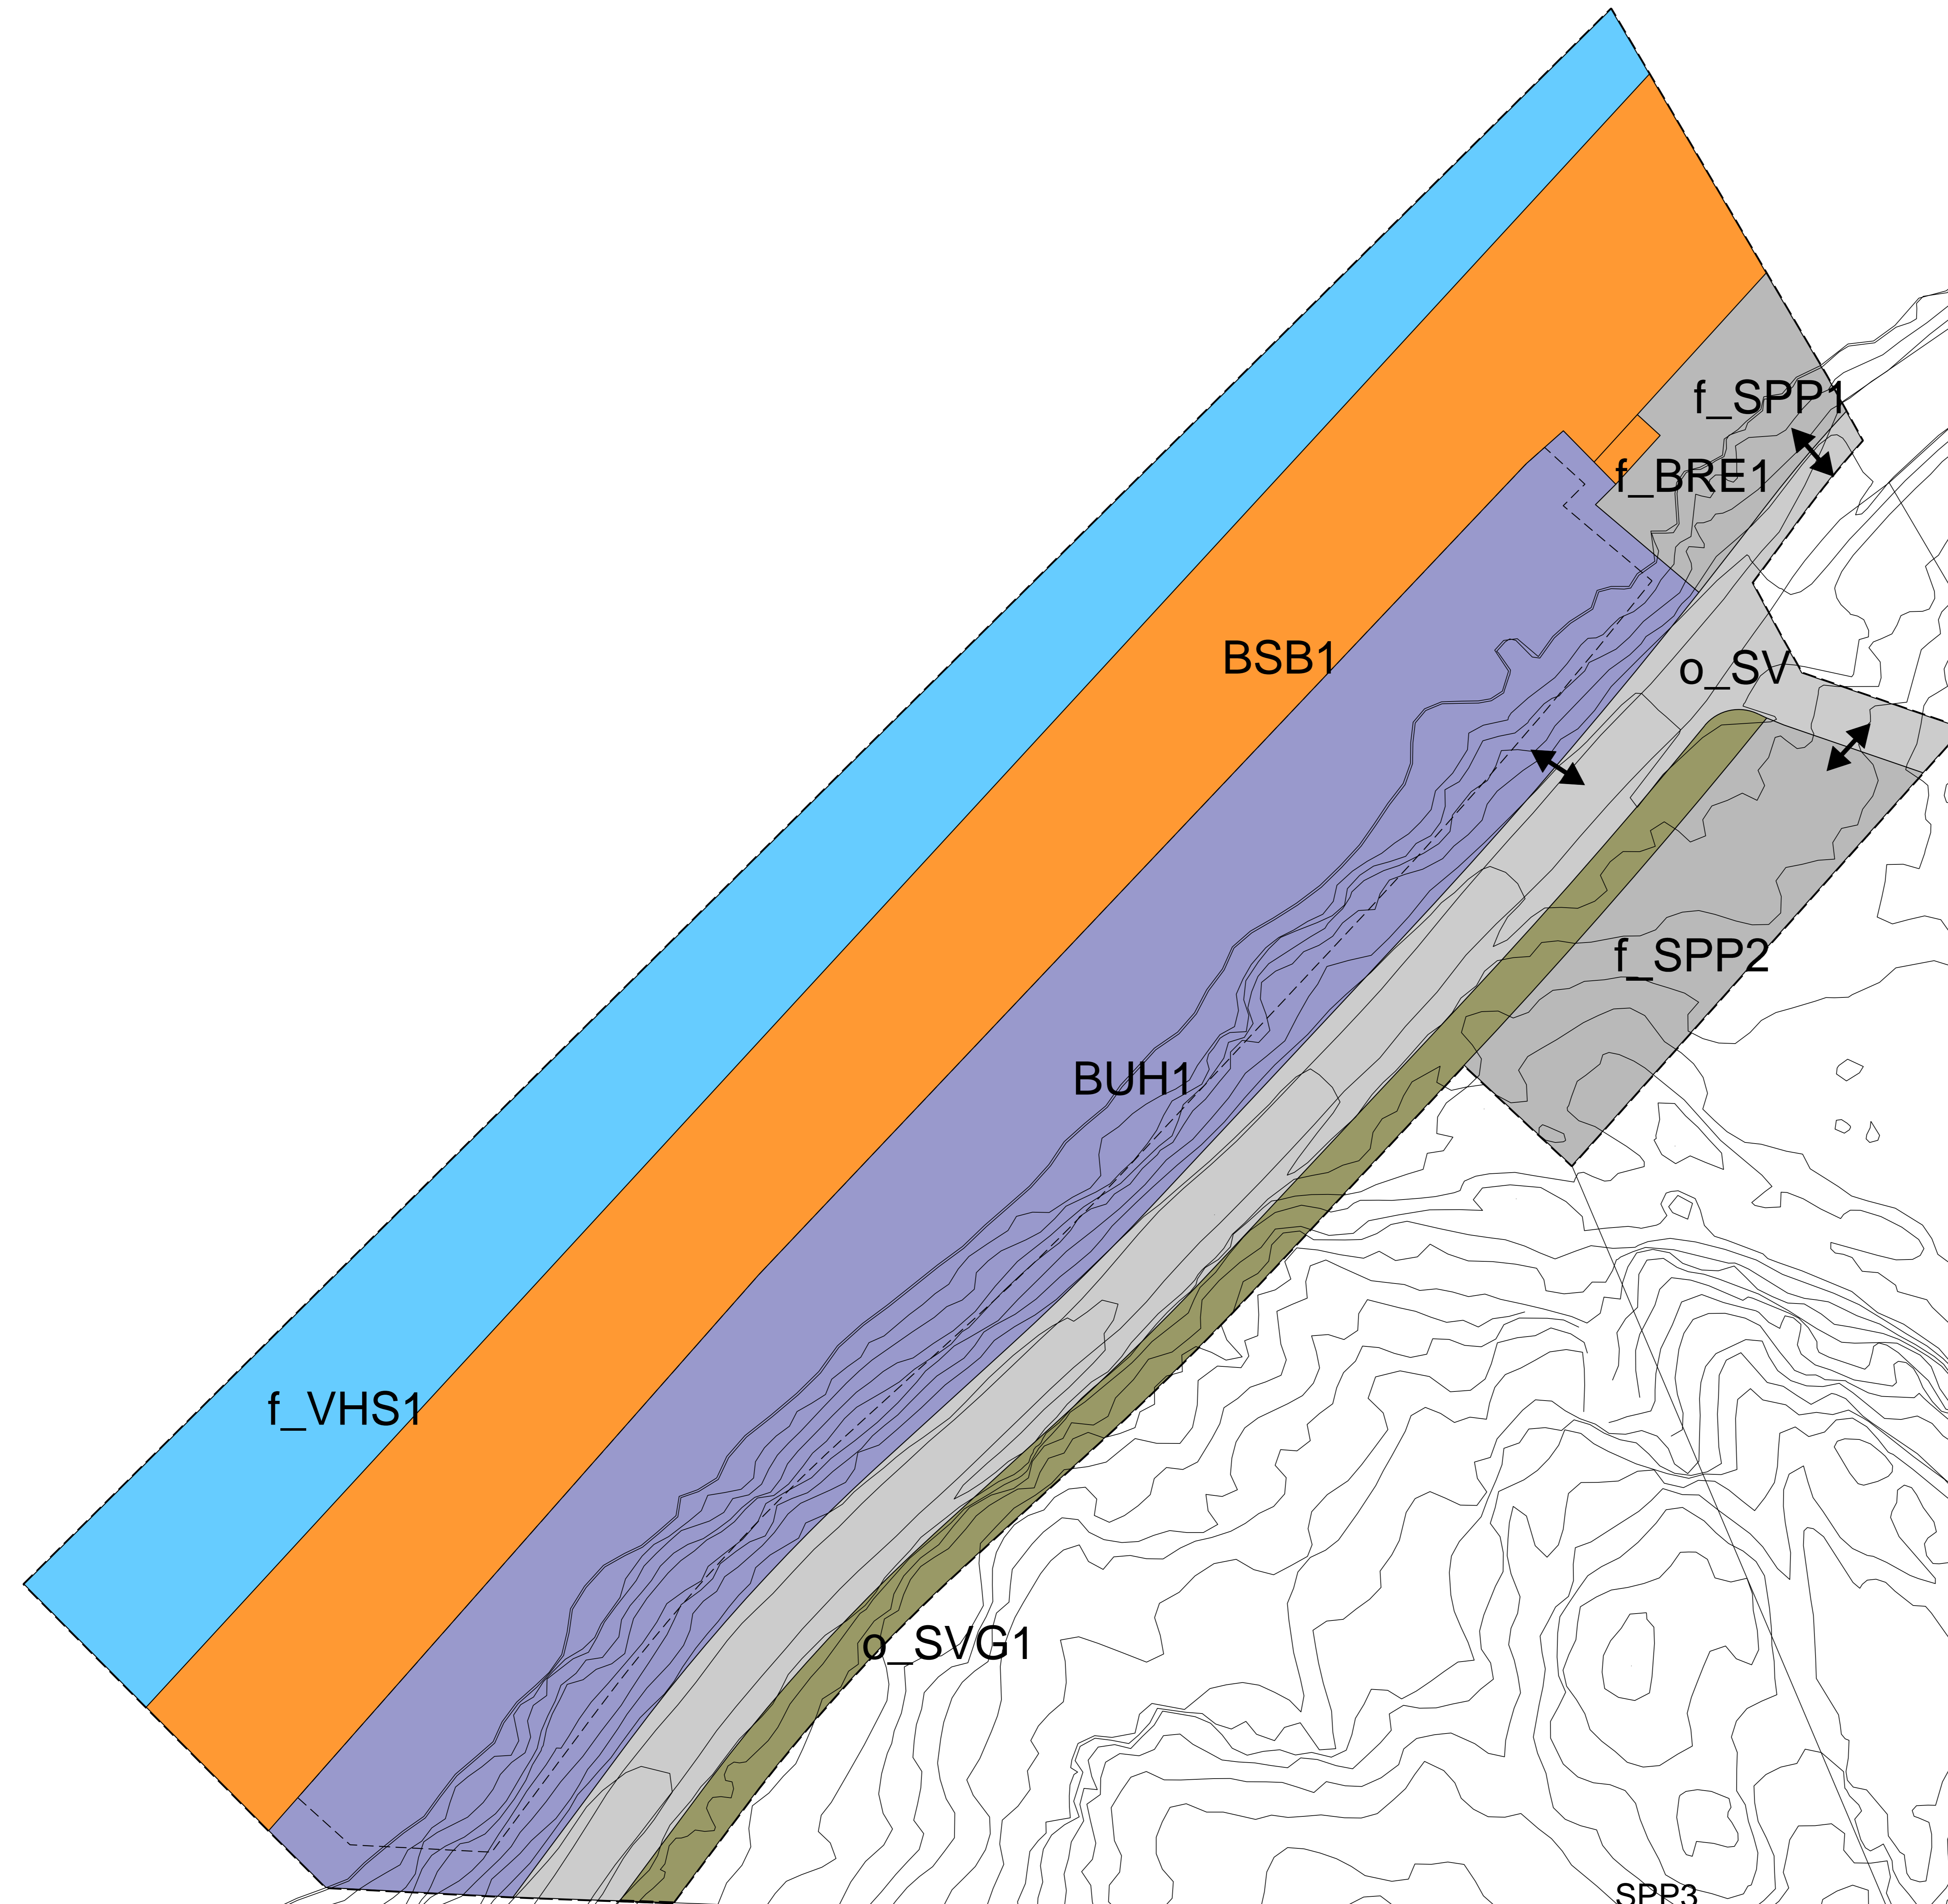 f_SPP1
f_BRE1
BSB1
o_SV
f_SPP2
BUH1
f_VHS1
o_SVG1
SPP3